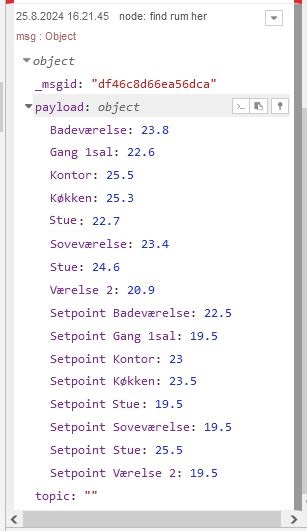 25.8.2024 16.21.45 node: find rum her
msg : Object
object
_msgid: "df46c8d66ea56dca"
payload: object
Badeværelse: 23.8
Gang 1sal: 22.6
Kontor: 25.5
Køkken: 25.3
Stue: 22.7
Soveværelse: 23.4
Stue: 24.6
Værelse 2: 20.9
Setpoint Badeværelse: 22.5
Setpoint Gang 1sal: 19.5
Setpoint Kontor: 23
Setpoint Køkken: 23.5
Setpoint Stue: 19.5
Setpoint Soveværelse: 19.5
Setpoint Stue: 25.5
Setpoint Værelse 2: 19.5
topic: ""